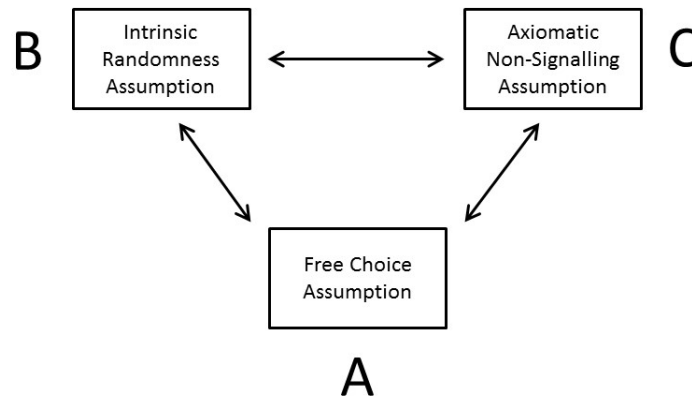 B
Intrinsic
Randomness
Assumption
Axiomatic
Non-Signalling
Assumption
C
Free Choice
Assumption
A